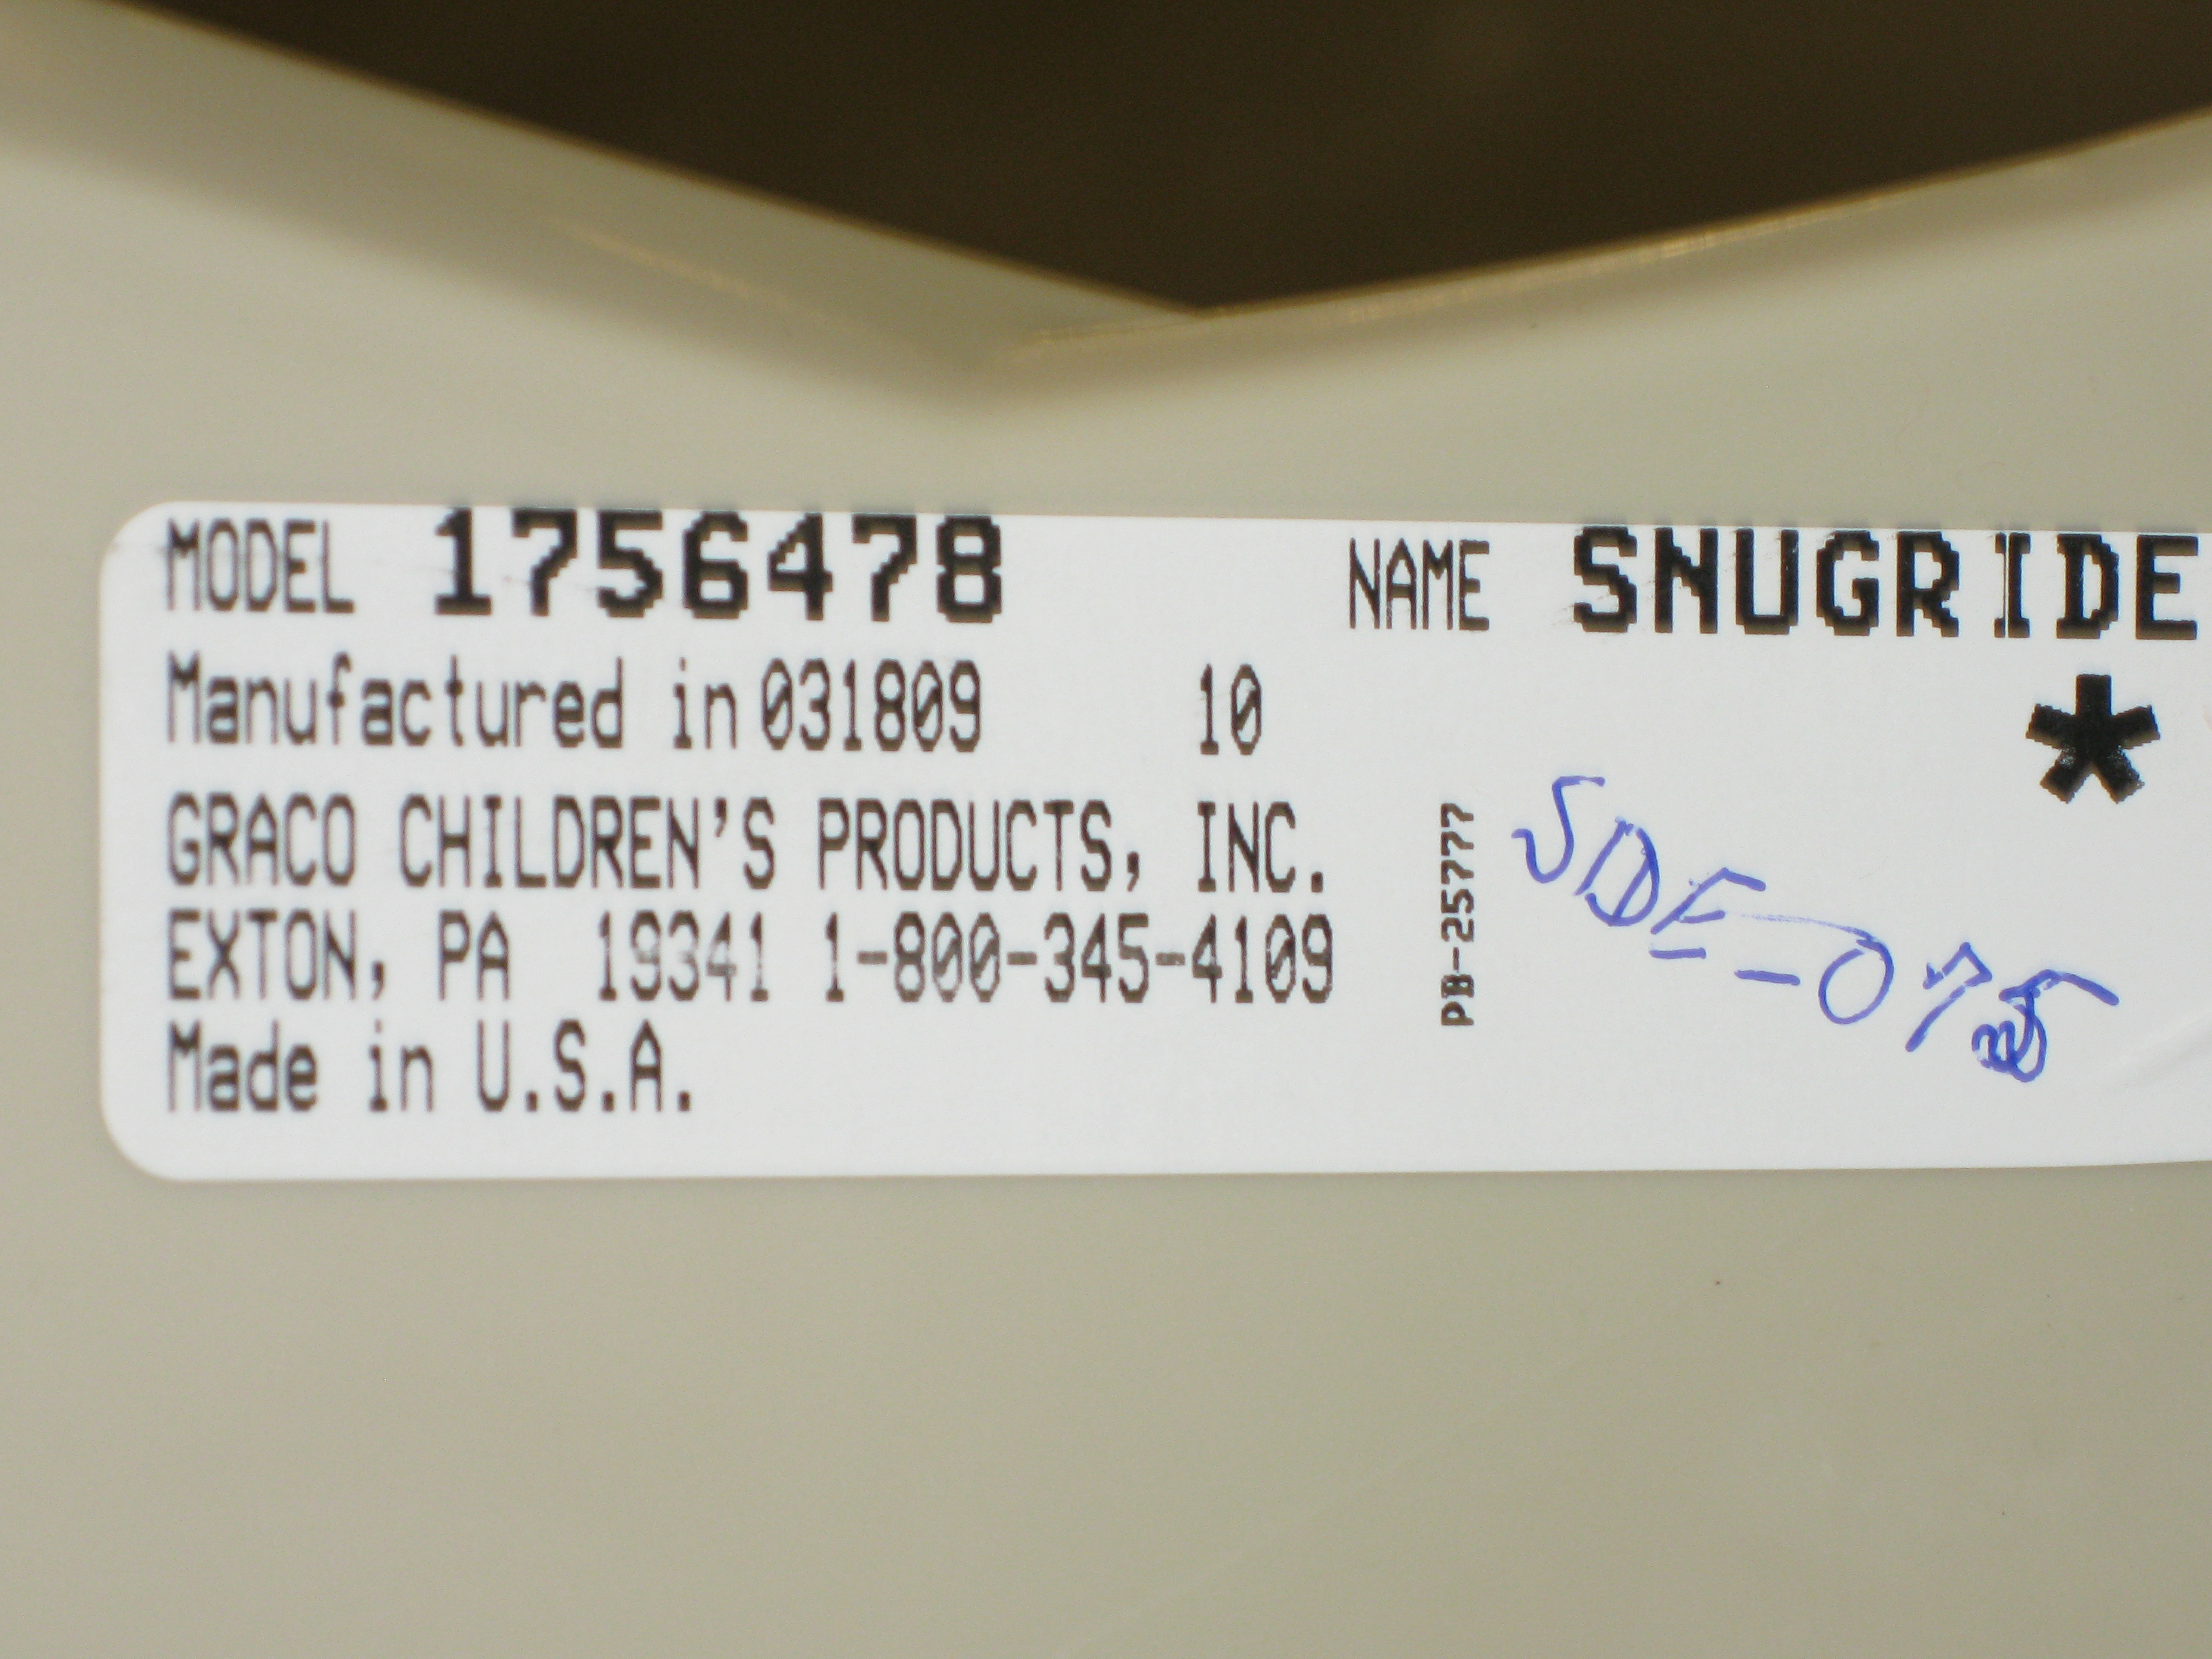 MODEL 1756478 NAME SNUGRIDE
Manufactured in 031809 10
*
GRACO CHILDREN'S PRODUCTS, INC.
EXTON, PA 19341 1-800-345-4109
Made in U.S.A.
PB-25777